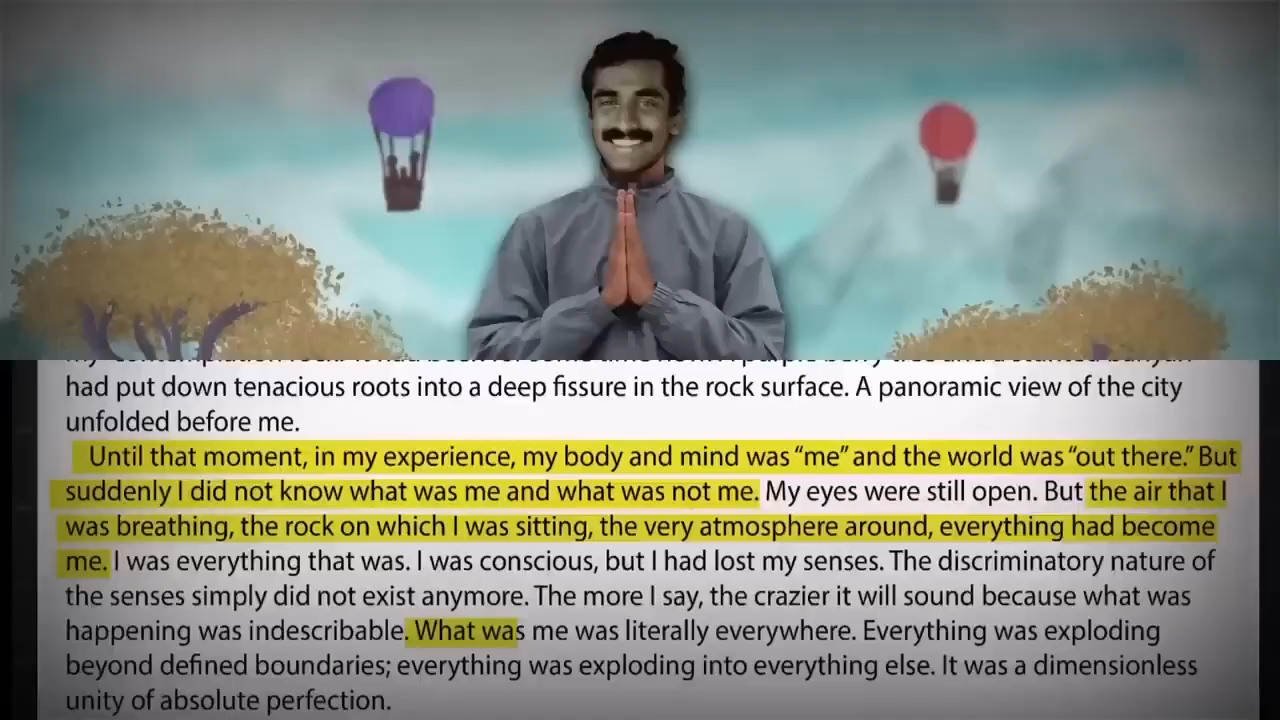 had put down tenacious roots into a deep fissure in the rock surface. A panoramic view of the city
unfolded before me.
Until that moment, in my experience, my body and mind was “me” and the world was “out there.” But
suddenly I did not know what was me and what was not me. My eyes were still open. But the air that I
was breathing, the rock on which I was sitting, the very atmosphere around, everything had become
me. I was everything that was. I was conscious, but I had lost my senses. The discriminatory nature of
the senses simply did not exist anymore. The more I say, the crazier it will sound because what was
happening was indescribable. What was me was literally everywhere. Everything was exploding
beyond defined boundaries; everything was exploding into everything else. It was a dimensionless
unity of absolute perfection.